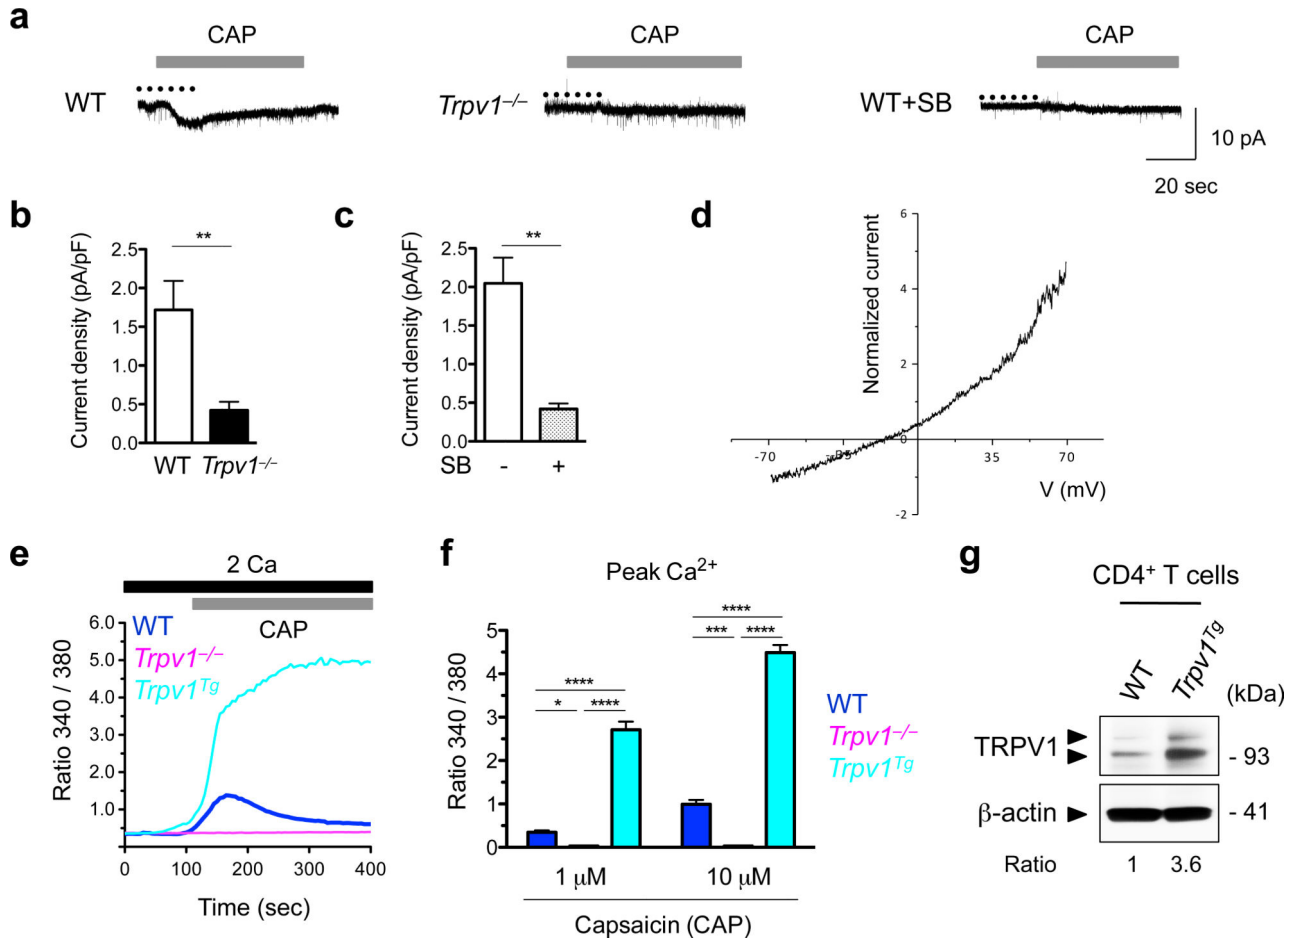 a
CAP
CAP
CAP
WT
Trpv1–/–
WT+SB
10 pA
20 sec
b
**
Current density (pA/pF)
2.5
2.0
1.5
1.0
0.5
0.0
WT Trpv1–/–
c
**
Current density (pA/pF)
2.5
2.0
1.5
1.0
0.5
0.0
SB - +
d
Normalized current
6
4
2
0
-2
-70 -35 35 70
V (mV)
e
2 Ca
CAP
WT
Trpv1–/–
Trpv1Tg
Ratio 340 / 380
6.0
5.0
4.0
3.0
2.0
1.0
0 100 200 300 400
Time (sec)
f
Peak Ca2+
**** 
*** ****
****
* ****
Ratio 340 / 380
5
4
3
2
1
0
1 μM 10 μM
Capsaicin (CAP)
WT
Trpv1–/–
Trpv1Tg
g
CD4+ T cells
WT Trpv1Tg (kDa)
TRPV1 - 93
β-actin - 41
Ratio 1 3.6